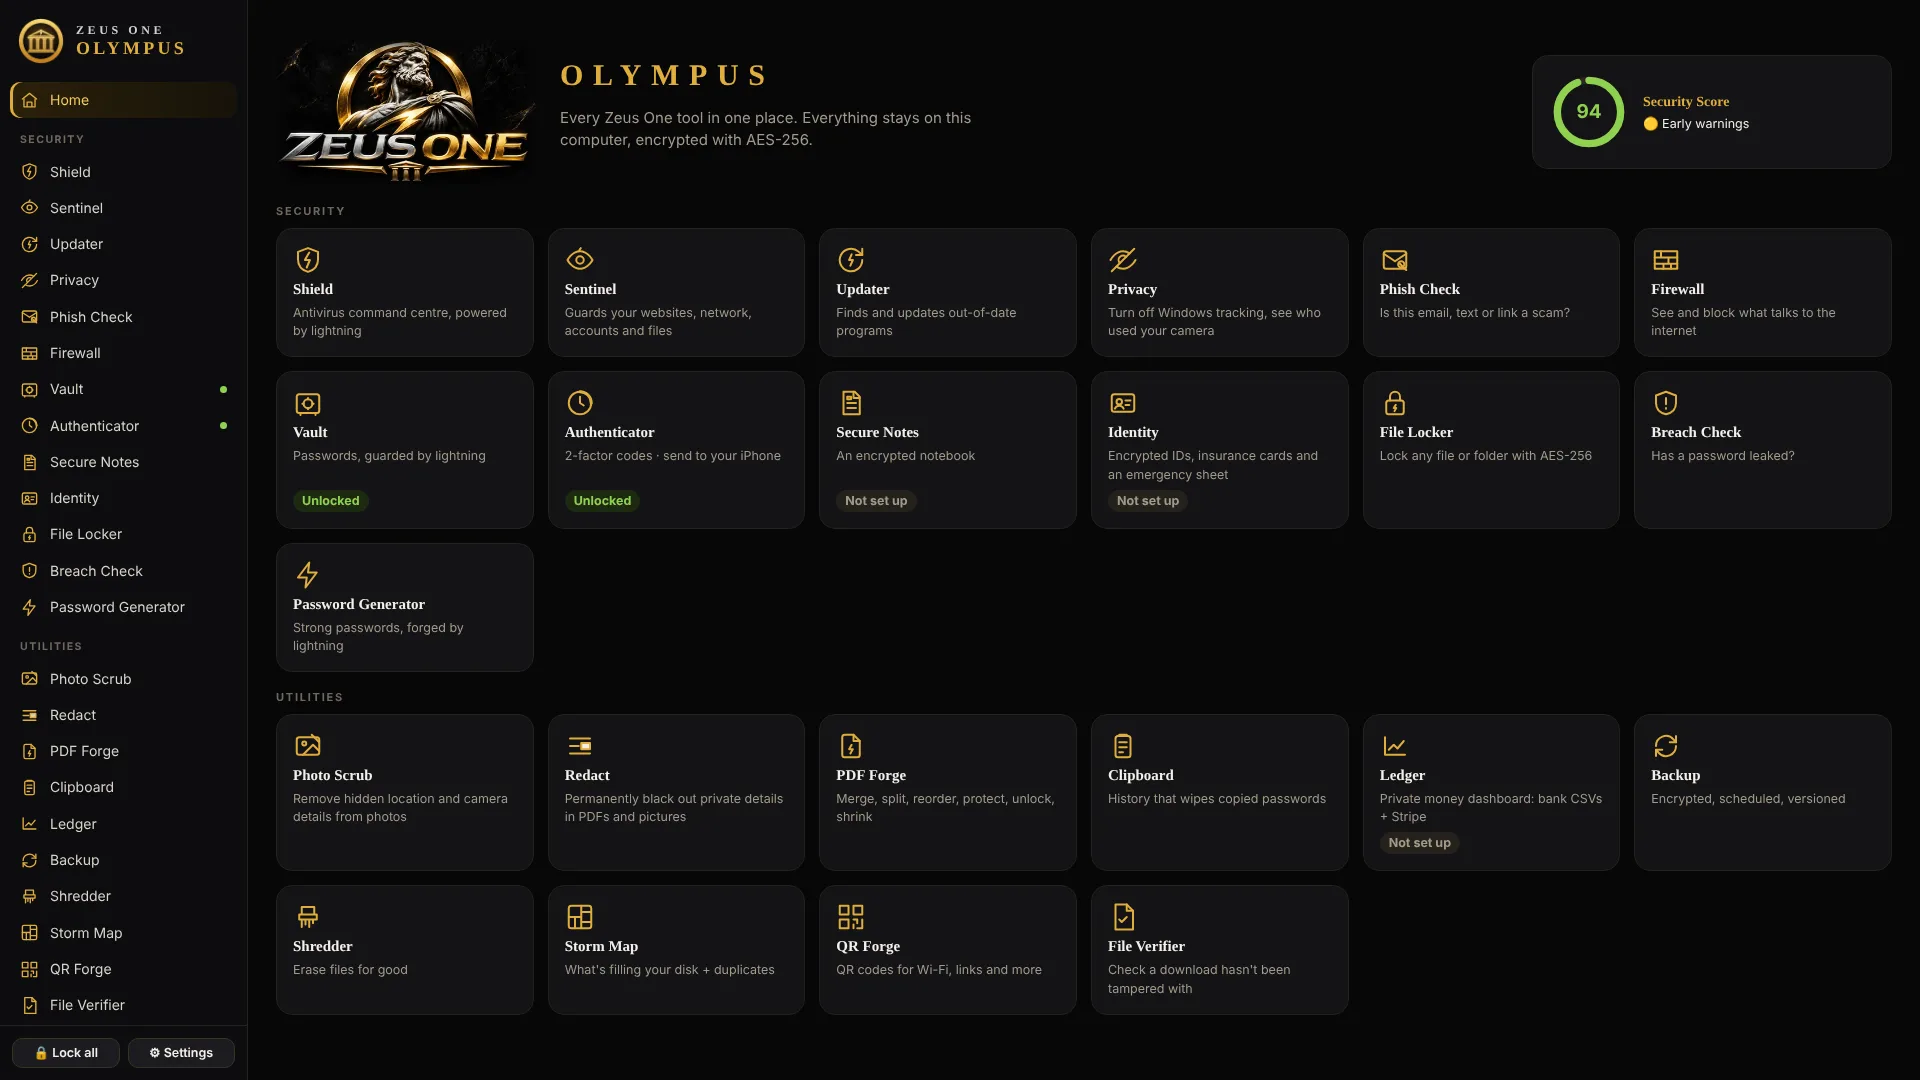 ZEUS ONE
OLYMPUS
Home
SECURITY
Shield
Sentinel
Updater
Privacy
Phish Check
Firewall
Vault
Authenticator
Secure Notes
Identity
File Locker
Breach Check
Password Generator
UTILITIES
Photo Scrub
Redact
PDF Forge
Clipboard
Ledger
Backup
Shredder
Storm Map
QR Forge
File Verifier
Lock all
Settings
ZEUS ONE
OLYMPUS
Every Zeus One tool in one place. Everything stays on this
computer, encrypted with AES-256.
94
Security Score
Early warnings
SECURITY
Shield
Antivirus command centre, powered
by lightning
Sentinel
Guards your websites, network,
accounts and files
Updater
Finds and updates out-of-date
programs
Privacy
Turn off Windows tracking, see who
used your camera
Phish Check
Is this email, text or link a scam?
Firewall
See and block what talks to the
internet
Vault
Passwords, guarded by lightning
Unlocked
Authenticator
2-factor codes · send to your iPhone
Unlocked
Secure Notes
An encrypted notebook
Not set up
Identity
Encrypted IDs, insurance cards and
an emergency sheet
Not set up
File Locker
Lock any file or folder with AES-256
Breach Check
Has a password leaked?
Password Generator
Strong passwords, forged by
lightning
UTILITIES
Photo Scrub
Remove hidden location and camera
details from photos
Redact
Permanently black out private details
in PDFs and pictures
PDF Forge
Merge, split, reorder, protect, unlock,
shrink
Clipboard
History that wipes copied passwords
Ledger
Private money dashboard: bank CSVs
+ Stripe
Not set up
Backup
Encrypted, scheduled, versioned
Shredder
Erase files for good
Storm Map
What's filling your disk + duplicates
QR Forge
QR codes for Wi-Fi, links and more
File Verifier
Check a download hasn't been
tampered with